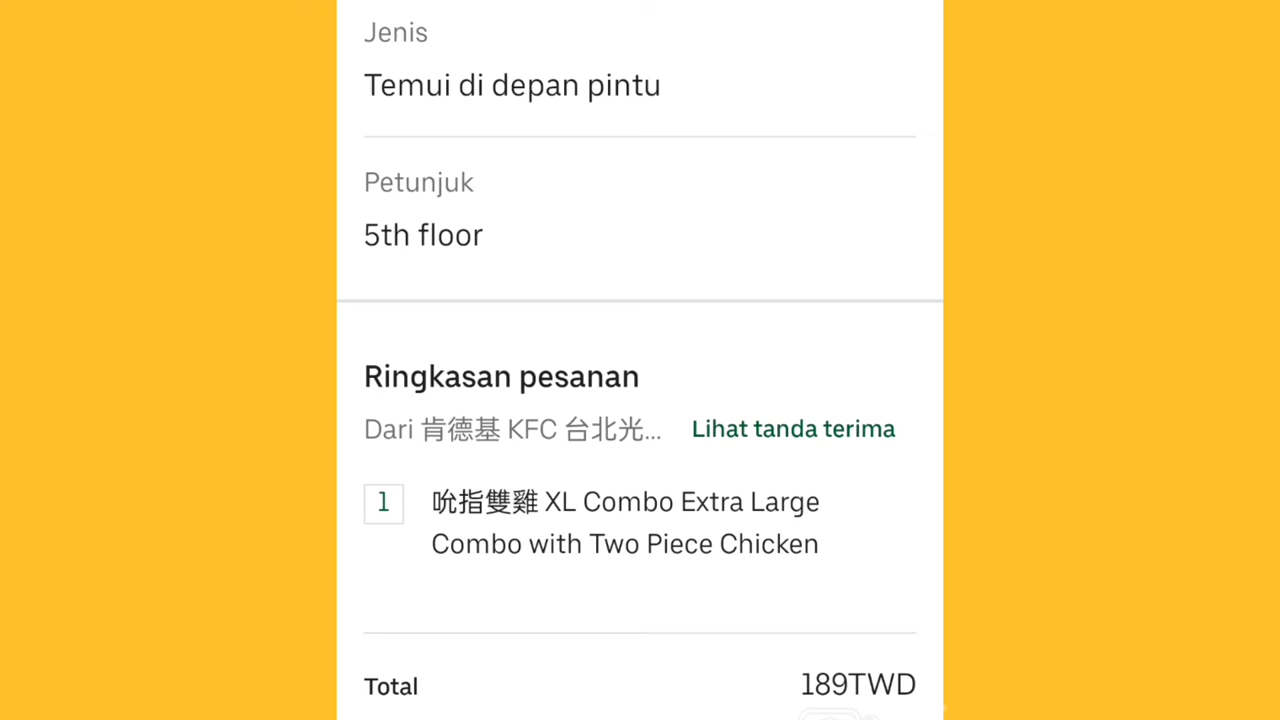 Jenis
Temui di depan pintu
Petunjuk
5th floor
Ringkasan pesanan
Dari 肯德基 KFC 台北光... Lihat tanda terima
1 吮指雙雞 XL Combo Extra Large
Combo with Two Piece Chicken
Total 189TWD